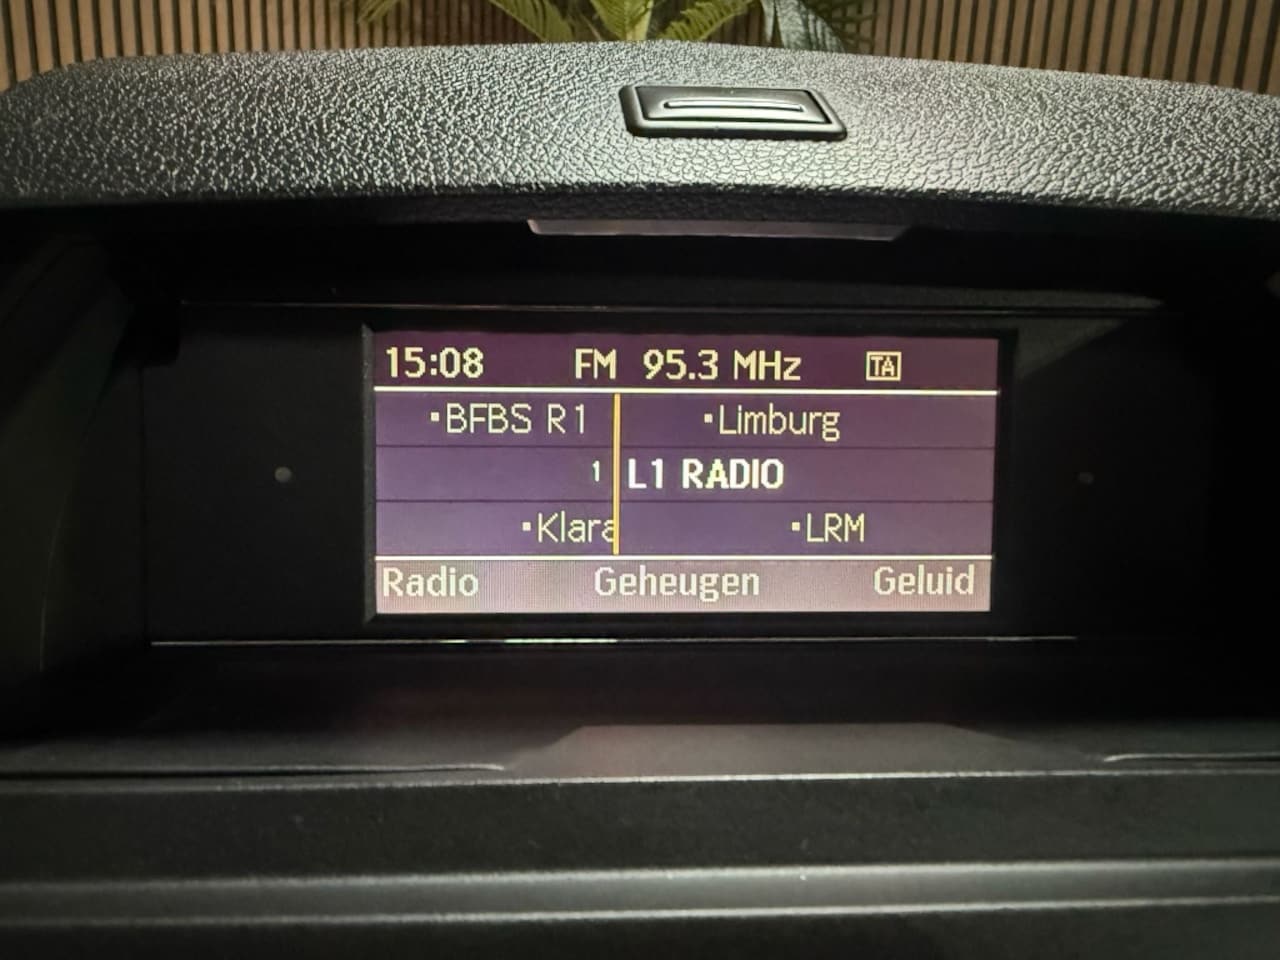 15:08 FM 95.3 MHz TA
▪BFBS R1 ▪Limburg
1 L1 RADIO
▪Klara ▪LRM
Radio Geheugen Geluid